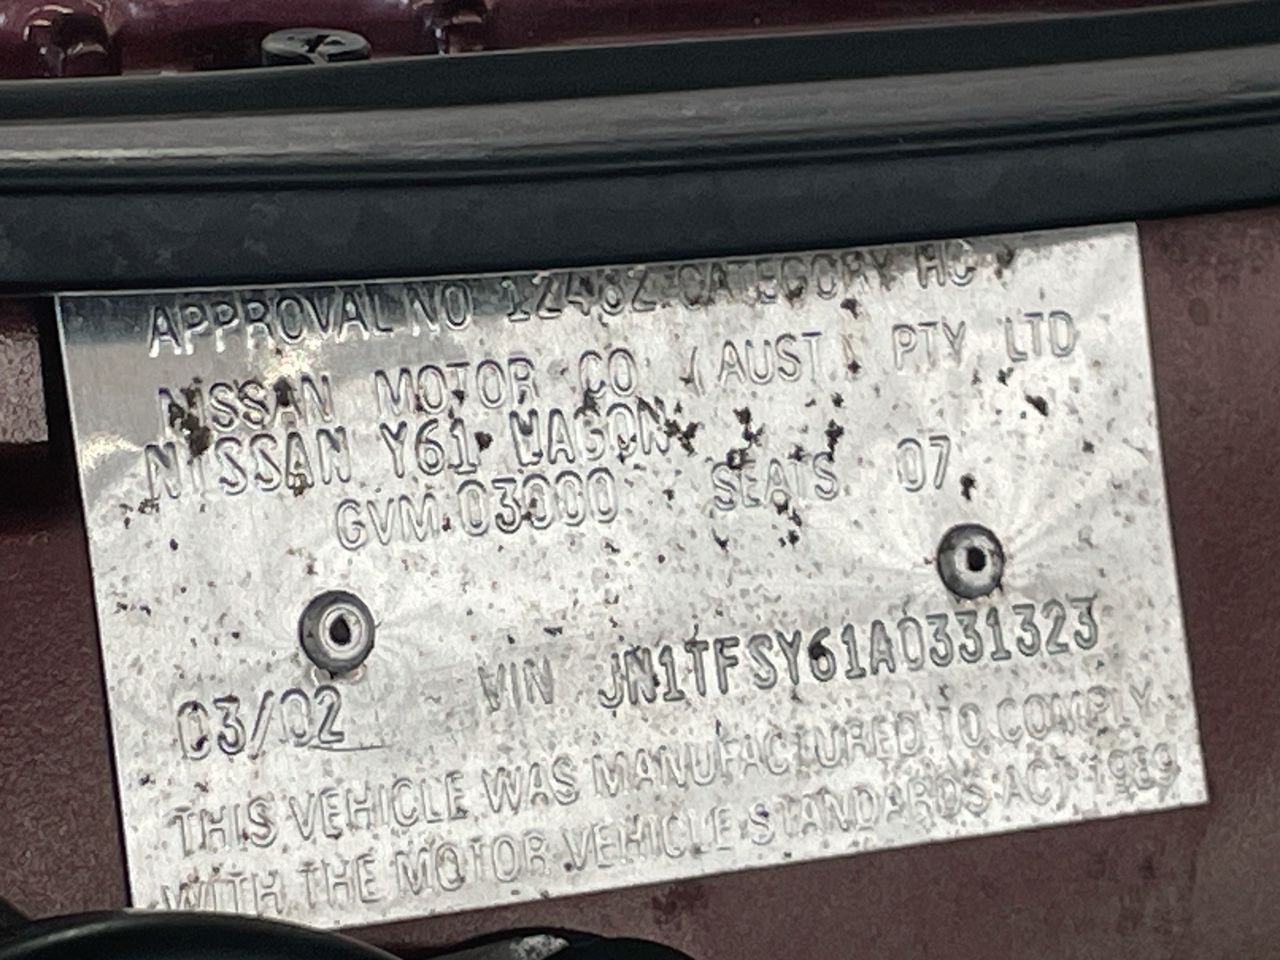 APPROVAL NO 12482 CATEGORY MC
NISSAN MOTOR CO (AUST) PTY LTD
NISSAN Y61 WAGON
GVM 03000 SEATS 07
VIN JN1TFSY61A0331323
03/02
THIS VEHICLE WAS MANUFACTURED TO COMPLY
WITH THE MOTOR VEHICLE STANDARDS ACT 1989